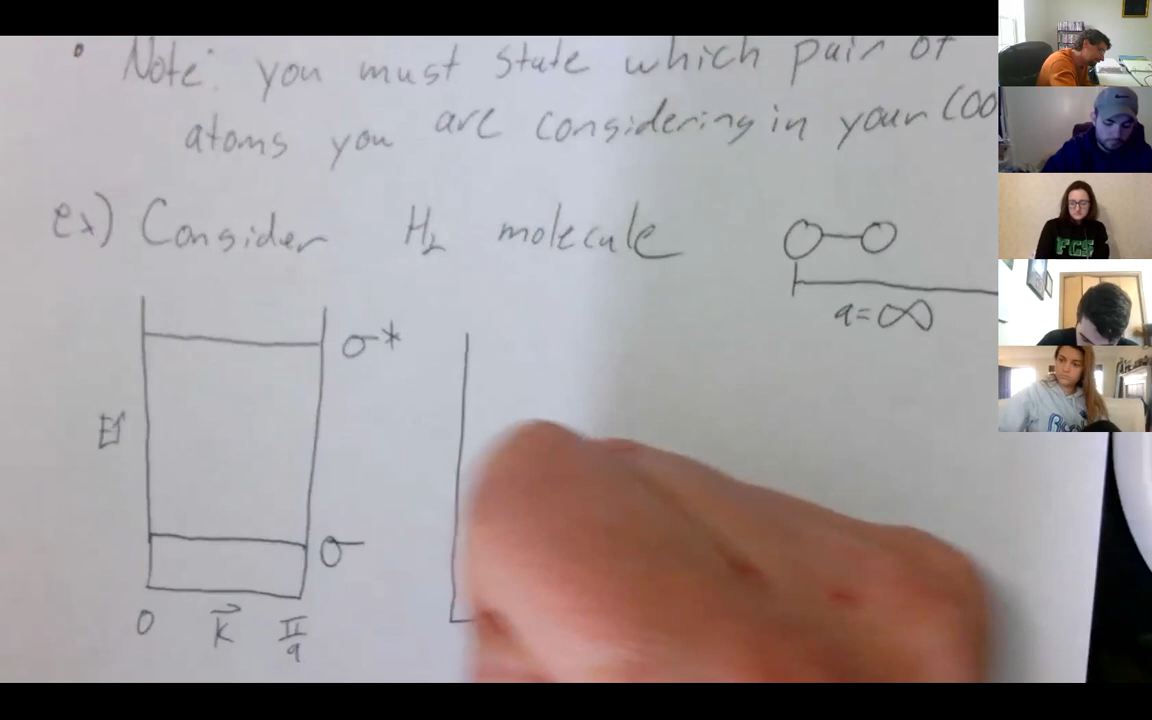 • Note: you must state which pair of
atoms you are considering in your COO
ex) Consider H₂ molecule
a=∞
σ*
E↑
σ
0 k⃗ π/a
FCS